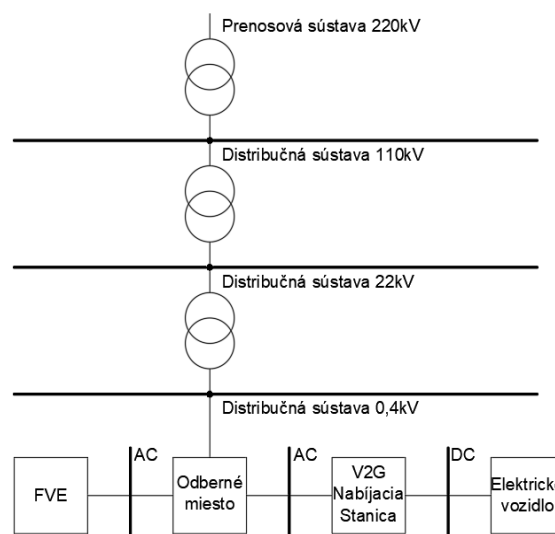 Prenosová sústava 220kV
Distribučná sústava 110kV
Distribučná sústava 22kV
Distribučná sústava 0,4kV
AC
AC
DC
FVE
Odberné
miesto
V2G
Nabíjacia
Stanica
Elektrické
vozidlo